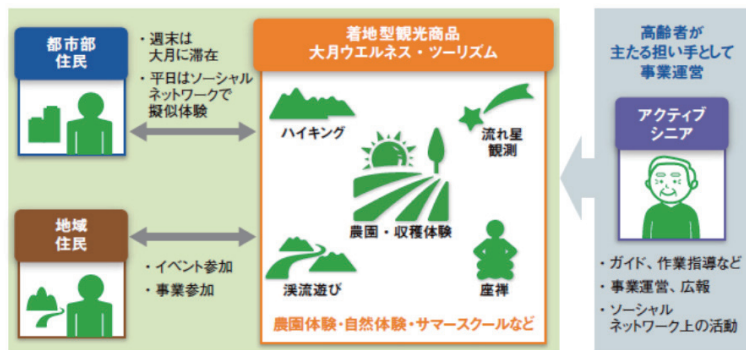 都市部
住民
・週末は
大月に滞在
・平日はソーシャル
ネットワークで
擬似体験
着地型観光商品
大月ウエルネス・ツーリズム
ハイキング
流れ星
観測
農園・収穫体験
渓流遊び
座禅
農園体験・自然体験・サマースクールなど
地域
住民
・イベント参加
・事業参加
高齢者が
主たる担い手として
事業運営
アクティブ
シニア
・ガイド、作業指導など
・事業運営、広報
・ソーシャル
ネットワーク上の活動